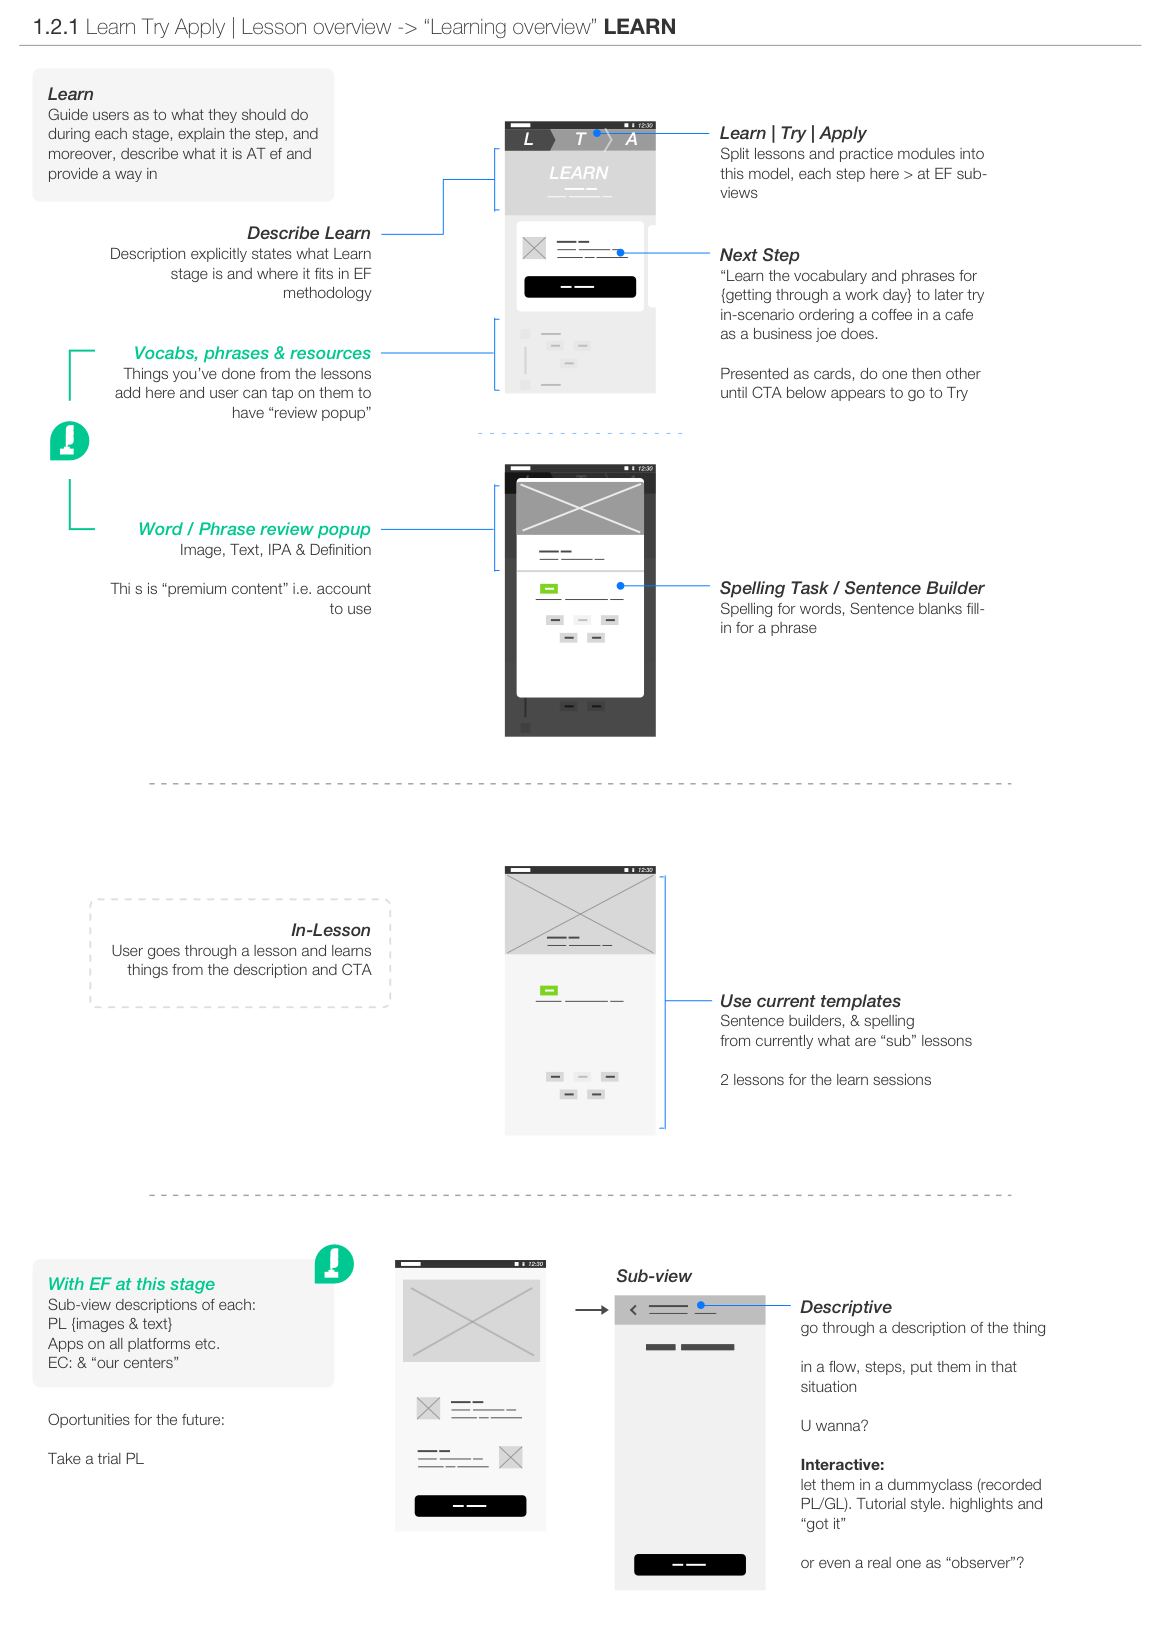 1.2.1 Learn Try Apply | Lesson overview -> “Learning overview” LEARN
Learn
Guide users as to what they should do
during each stage, explain the step, and
moreover, describe what it is AT ef and
provide a way in
12:30
L T A
LEARN
Learn | Try | Apply
Split lessons and practice modules into
this model, each step here > at EF sub-
views
Describe Learn
Description explicitly states what Learn
stage is and where it fits in EF
methodology
Next Step
“Learn the vocabulary and phrases for
{getting through a work day} to later try
in-scenario ordering a coffee in a cafe
as a business joe does.
Presented as cards, do one then other
until CTA below appears to go to Try
Vocabs, phrases & resources
Things you’ve done from the lessons
add here and user can tap on them to
have “review popup”
12:30
Word / Phrase review popup
Image, Text, IPA & Definition
Thi s is “premium content” i.e. account
to use
Spelling Task / Sentence Builder
Spelling for words, Sentence blanks fill-
in for a phrase
12:30
In-Lesson
User goes through a lesson and learns
things from the description and CTA
Use current templates
Sentence builders, & spelling
from currently what are “sub” lessons
2 lessons for the learn sessions
With EF at this stage
Sub-view descriptions of each:
PL {images & text}
Apps on all platforms etc.
EC: & “our centers”
Oportunities for the future:
Take a trial PL
12:30
Sub-view
Descriptive
go through a description of the thing
in a flow, steps, put them in that
situation
U wanna?
Interactive:
let them in a dummyclass (recorded
PL/GL). Tutorial style. highlights and
“got it”
or even a real one as “observer”?